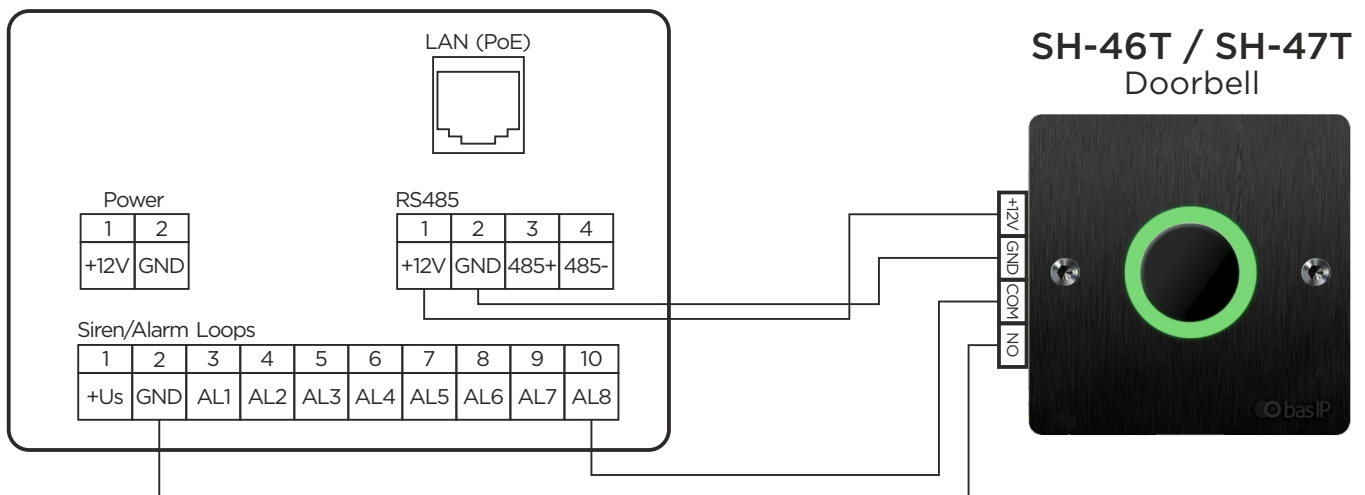 LAN (PoE)
SH-46T / SH-47T
Doorbell
Power
1 2
+12V GND
RS485
1 2 3 4
+12V GND 485+ 485-
+12V
GND
COM
NO
Siren/Alarm Loops
1 2 3 4 5 6 7 8 9 10
+Us GND AL1 AL2 AL3 AL4 AL5 AL6 AL7 AL8
bas IP